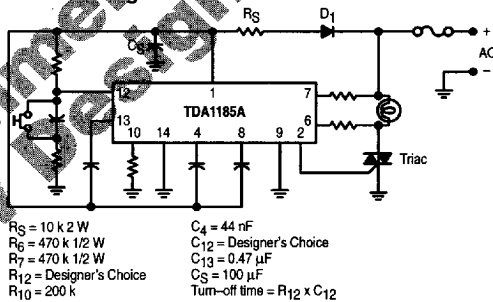 RS
D1
CS
+
AC
−
1
12
TDA1185A
7
13
6
10
14
4
8
9
2
Triac
RS = 10 k 2 W
R6 = 470 k 1/2 W
R7 = 470 k 1/2 W
R12 = Designer's Choice
R10 = 200 k
C4 = 44 nF
C12 = Designer's Choice
C13 = 0.47 µF
CS = 100 µF
Turn–off time = R12 x C12